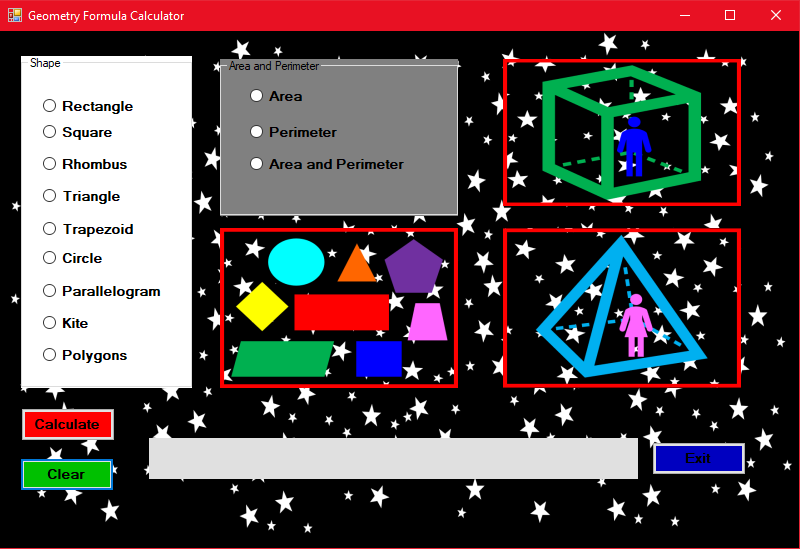 Geometry Formula Calculator
Shape
Rectangle
Square
Rhombus
Triangle
Trapezoid
Circle
Parallelogram
Kite
Polygons
Area and Perimeter
Area
Perimeter
Area and Perimeter
Calculate
Clear
Exit